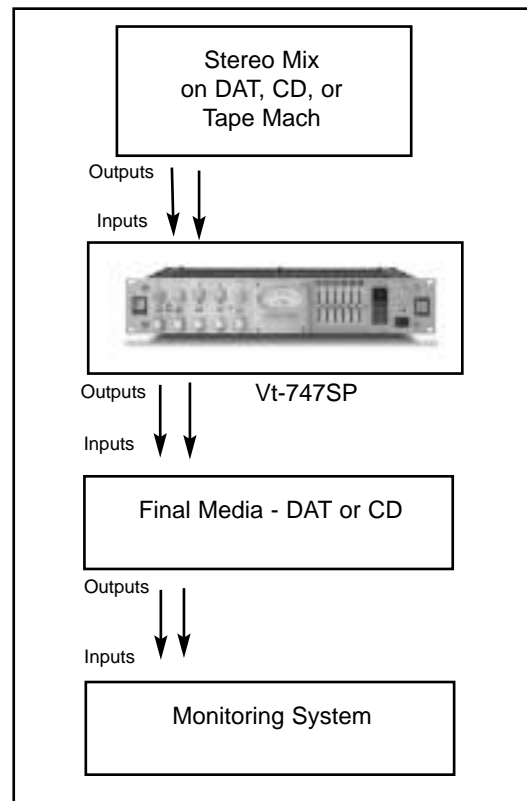 Stereo Mix
on DAT, CD, or
Tape Mach
Outputs
Inputs
Vt-747SP
Outputs
Inputs
Final Media - DAT or CD
Outputs
Inputs
Monitoring System